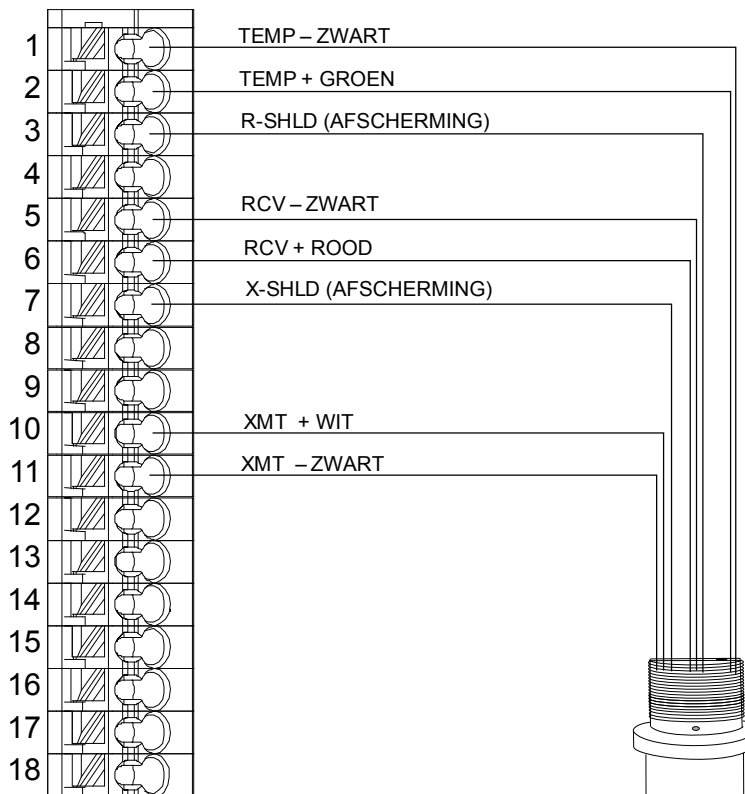 1 TEMP – ZWART
2 TEMP + GROEN
3 R-SHLD (AFSCHERMING)
4
5 RCV – ZWART
6 RCV + ROOD
7 X-SHLD (AFSCHERMING)
8
9
10 XMT + WIT
11 XMT – ZWART
12
13
14
15
16
17
18